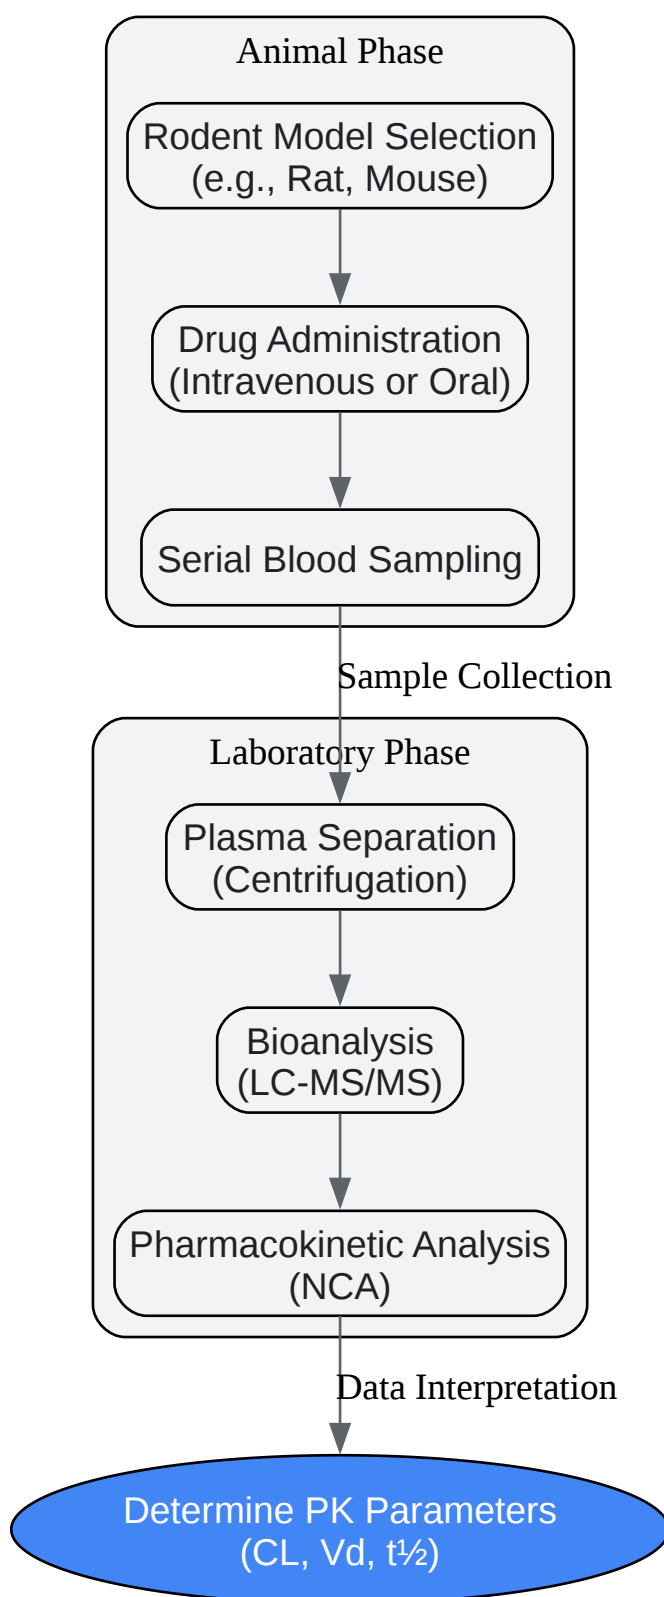 Animal Phase
Rodent Model Selection
(e.g., Rat, Mouse)
Drug Administration
(Intravenous or Oral)
Serial Blood Sampling
Sample Collection
Laboratory Phase
Plasma Separation
(Centrifugation)
Bioanalysis
(LC-MS/MS)
Pharmacokinetic Analysis
(NCA)
Data Interpretation
Determine PK Parameters
(CL, Vd, t½)